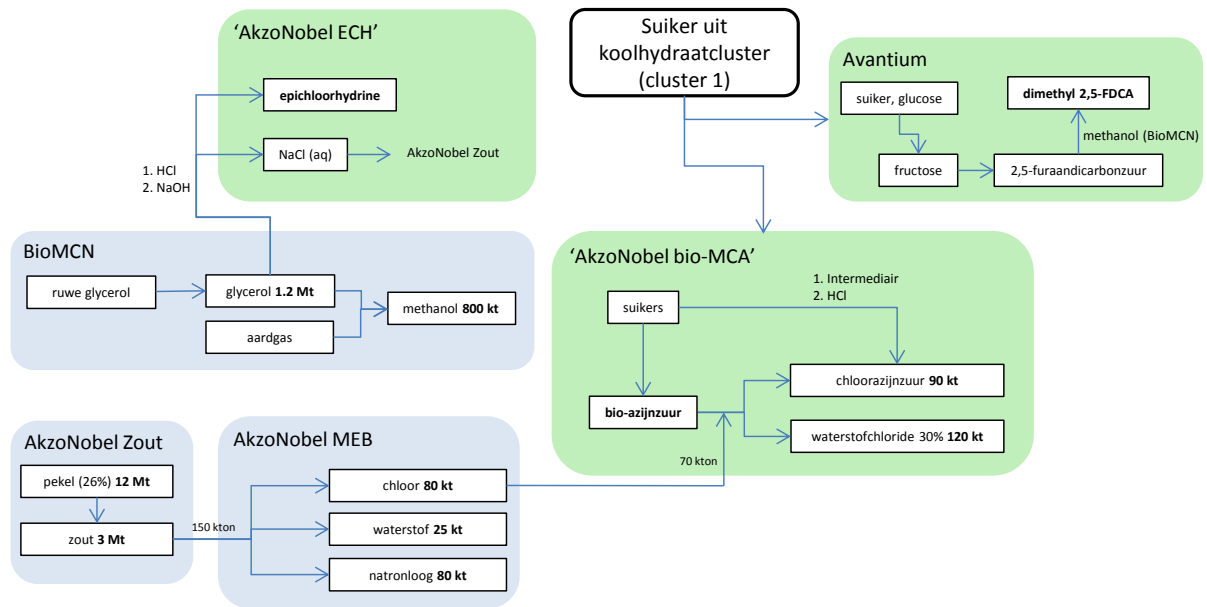 'AkzoNobel ECH'
epichloorhydrine
NaCl (aq)
AkzoNobel Zout
1. HCl
2. NaOH
Suiker uit
koolhydraatcluster
(cluster 1)
Avantium
suiker, glucose
dimethyl 2,5-FDCA
methanol (BioMCN)
fructose
2,5-furaandicarbonzuur
BioMCN
ruwe glycerol
glycerol 1.2 Mt
methanol 800 kt
aardgas
'AkzoNobel bio-MCA'
1. Intermediair
2. HCl
suikers
chloorazijnzuur 90 kt
bio-azijnzuur
waterstofchloride 30% 120 kt
70 kton
AkzoNobel Zout
pekel (26%) 12 Mt
zout 3 Mt
150 kton
AkzoNobel MEB
chloor 80 kt
waterstof 25 kt
natronloog 80 kt